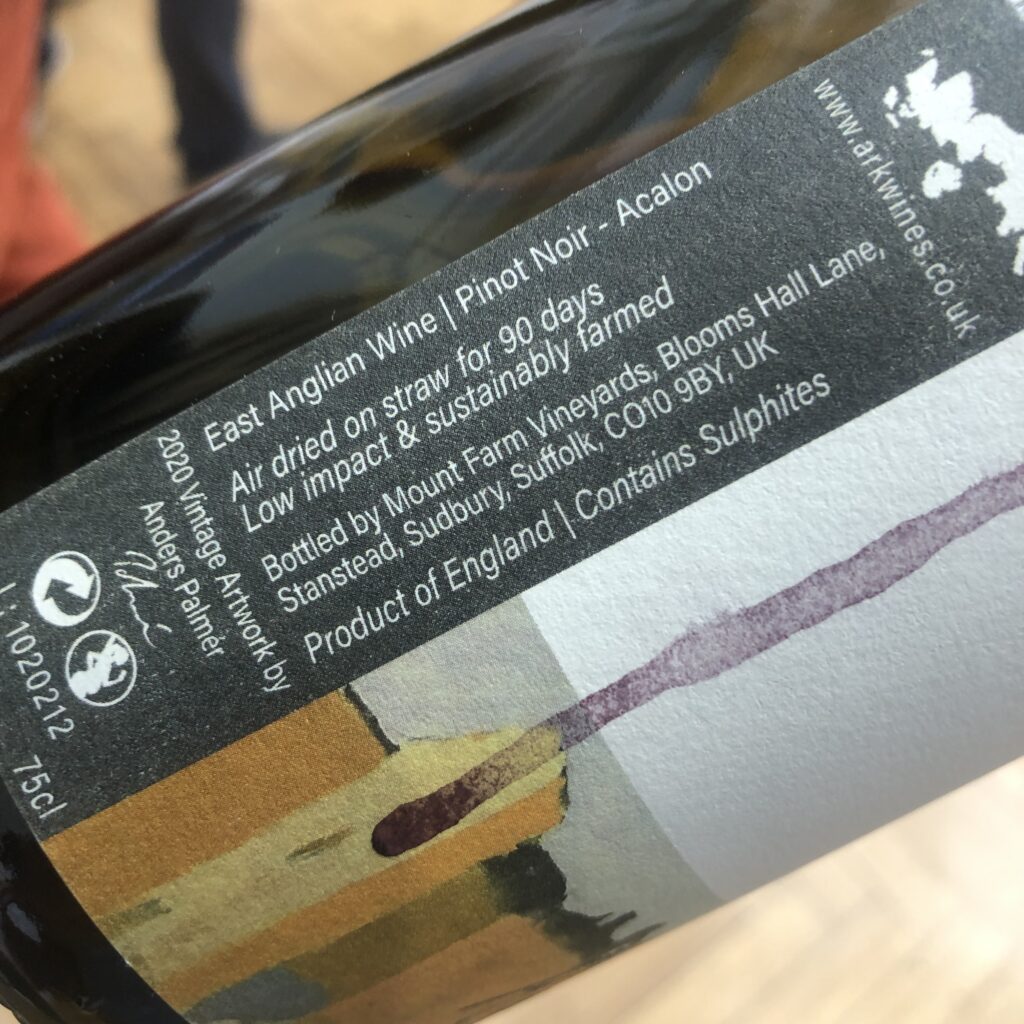 www.arkwines.co.uk
East Anglian Wine | Pinot Noir - Acalon
Air dried on straw for 90 days
Low impact & sustainably farmed
Bottled by Mount Farm Vineyards, Blooms Hall Lane,
Stanstead, Sudbury, Suffolk, CO10 9BY, UK
Product of England | Contains Sulphites
2020 Vintage Artwork by
Anders Palmér
1020212
75cl